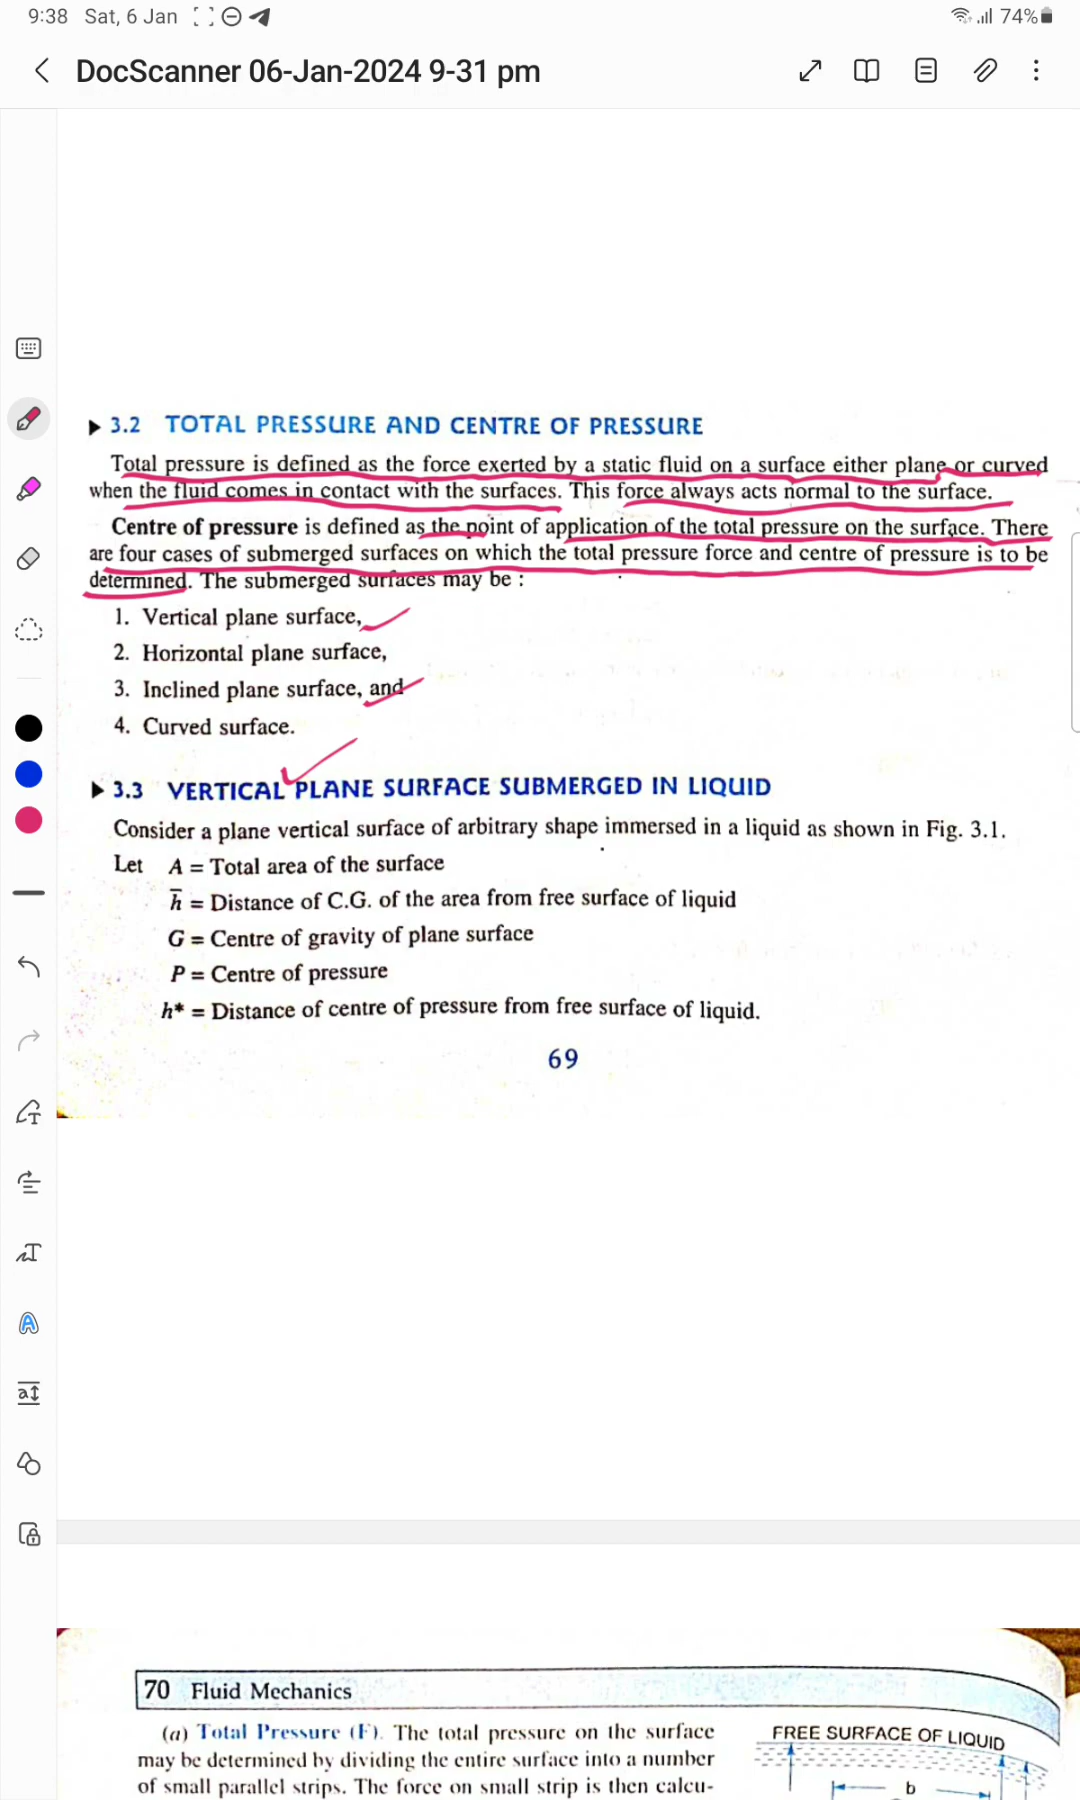 9:38 Sat, 6 Jan
74%
DocScanner 06-Jan-2024 9-31 pm
3.2 TOTAL PRESSURE AND CENTRE OF PRESSURE
Total pressure is defined as the force exerted by a static fluid on a surface either plane or curved
when the fluid comes in contact with the surfaces. This force always acts normal to the surface.
Centre of pressure is defined as the point of application of the total pressure on the surface. There
are four cases of submerged surfaces on which the total pressure force and centre of pressure is to be
determined. The submerged surfaces may be :
1. Vertical plane surface,
2. Horizontal plane surface,
3. Inclined plane surface, and
4. Curved surface.
3.3 VERTICAL PLANE SURFACE SUBMERGED IN LIQUID
Consider a plane vertical surface of arbitrary shape immersed in a liquid as shown in Fig. 3.1.
Let A = Total area of the surface
h̄ = Distance of C.G. of the area from free surface of liquid
G = Centre of gravity of plane surface
P = Centre of pressure
h* = Distance of centre of pressure from free surface of liquid.
69
70 Fluid Mechanics
(a) Total Pressure (F). The total pressure on the surface
may be determined by dividing the entire surface into a number
of small parallel strips. The force on small strip is then calcu-
FREE SURFACE OF LIQUID
b